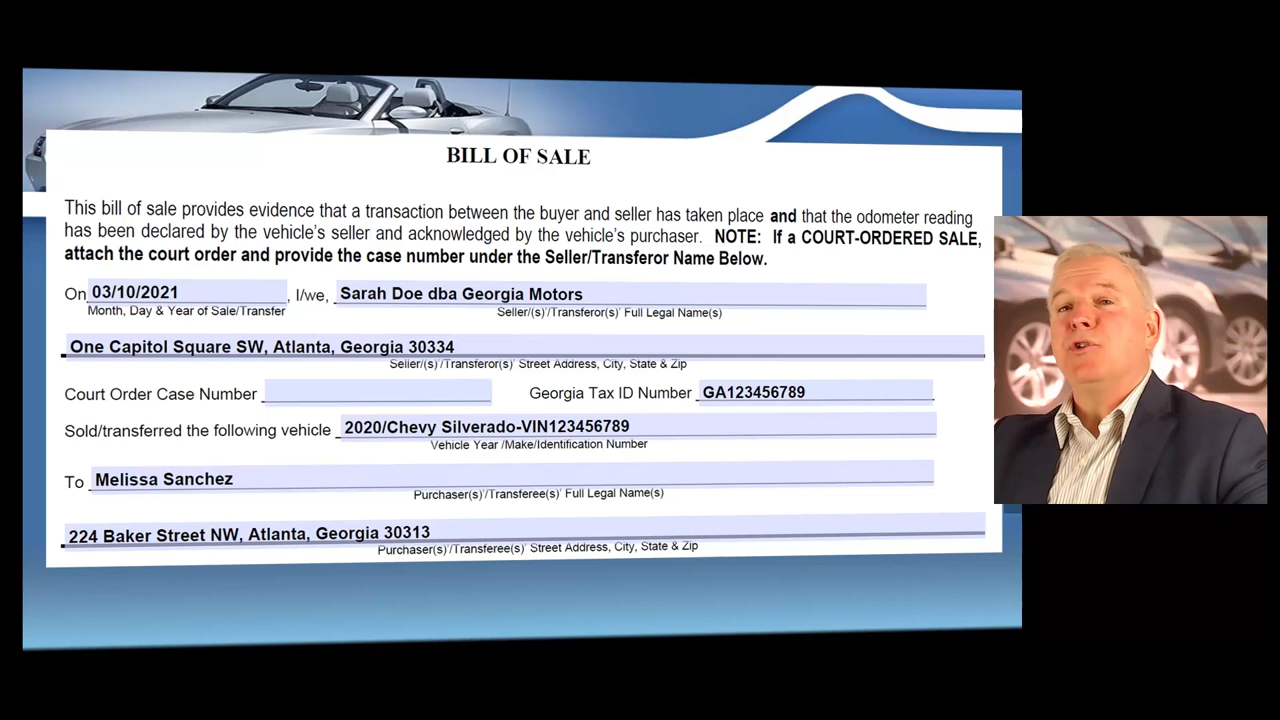 BILL OF SALE
This bill of sale provides evidence that a transaction between the buyer and seller has taken place and that the odometer reading
has been declared by the vehicle's seller and acknowledged by the vehicle's purchaser. NOTE: If a COURT-ORDERED SALE,
attach the court order and provide the case number under the Seller/Transferor Name Below.
On 03/10/2021, I/we, Sarah Doe dba Georgia Motors
Month, Day & Year of Sale/Transfer Seller/(s)'/Transferor(s)' Full Legal Name(s)
One Capitol Square SW, Atlanta, Georgia 30334
Seller/(s)'/Transferor(s)' Street Address, City, State & Zip
Court Order Case Number Georgia Tax ID Number GA123456789
Sold/transferred the following vehicle 2020/Chevy Silverado-VIN123456789
Vehicle Year /Make/Identification Number
To Melissa Sanchez
Purchaser(s)'/Transferee(s)' Full Legal Name(s)
224 Baker Street NW, Atlanta, Georgia 30313
Purchaser(s)'/Transferee(s)' Street Address, City, State & Zip